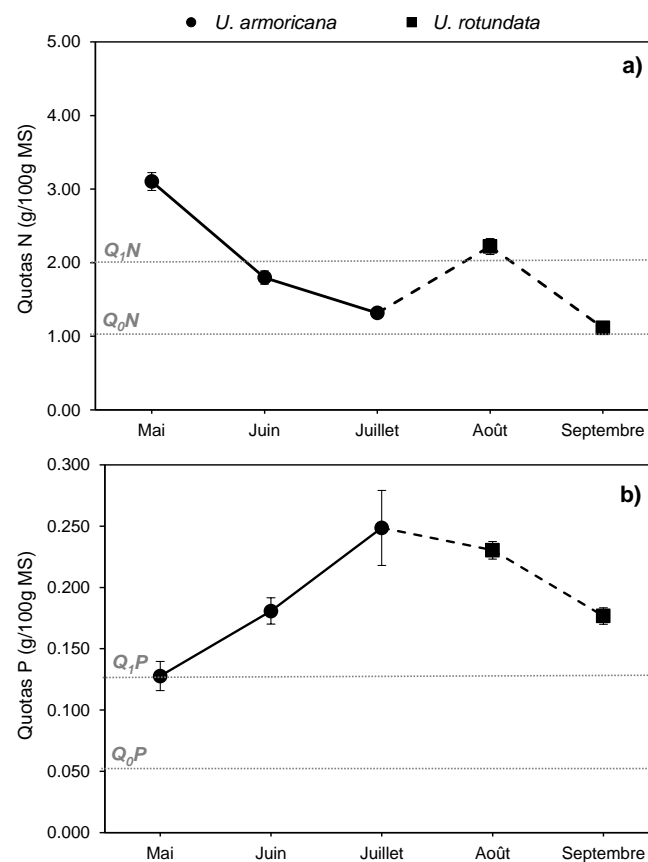 U. armoricana U. rotundata
a)
Quotas N (g/100g MS)
5.00
4.00
3.00
2.00
1.00
0.00
Q1N
Q0N
Mai Juin Juillet Août Septembre
b)
Quotas P (g/100g MS)
0.300
0.250
0.200
0.150
0.100
0.050
0.000
Q1P
Q0P
Mai Juin Juillet Août Septembre